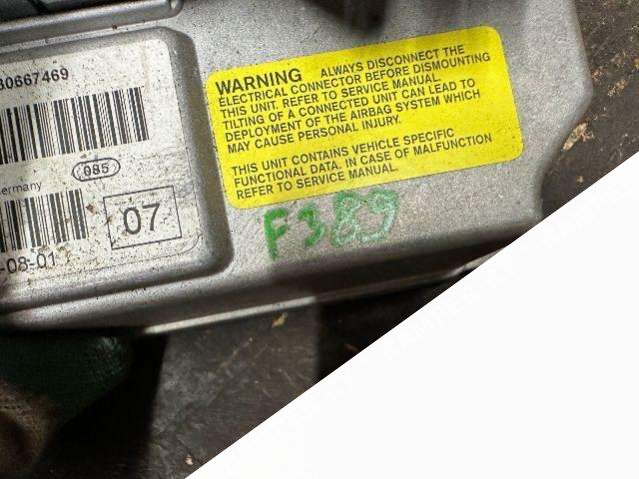 30667469
085
Germany
07
-08-01
WARNING ALWAYS DISCONNECT THE
ELECTRICAL CONNECTOR BEFORE DISMOUNTING
THIS UNIT. REFER TO SERVICE MANUAL.
TILTING OF A CONNECTED UNIT CAN LEAD TO
DEPLOYMENT OF THE AIRBAG SYSTEM WHICH
MAY CAUSE PERSONAL INJURY.
THIS UNIT CONTAINS VEHICLE SPECIFIC
FUNCTIONAL DATA. IN CASE OF MALFUNCTION
REFER TO SERVICE MANUAL.
F389